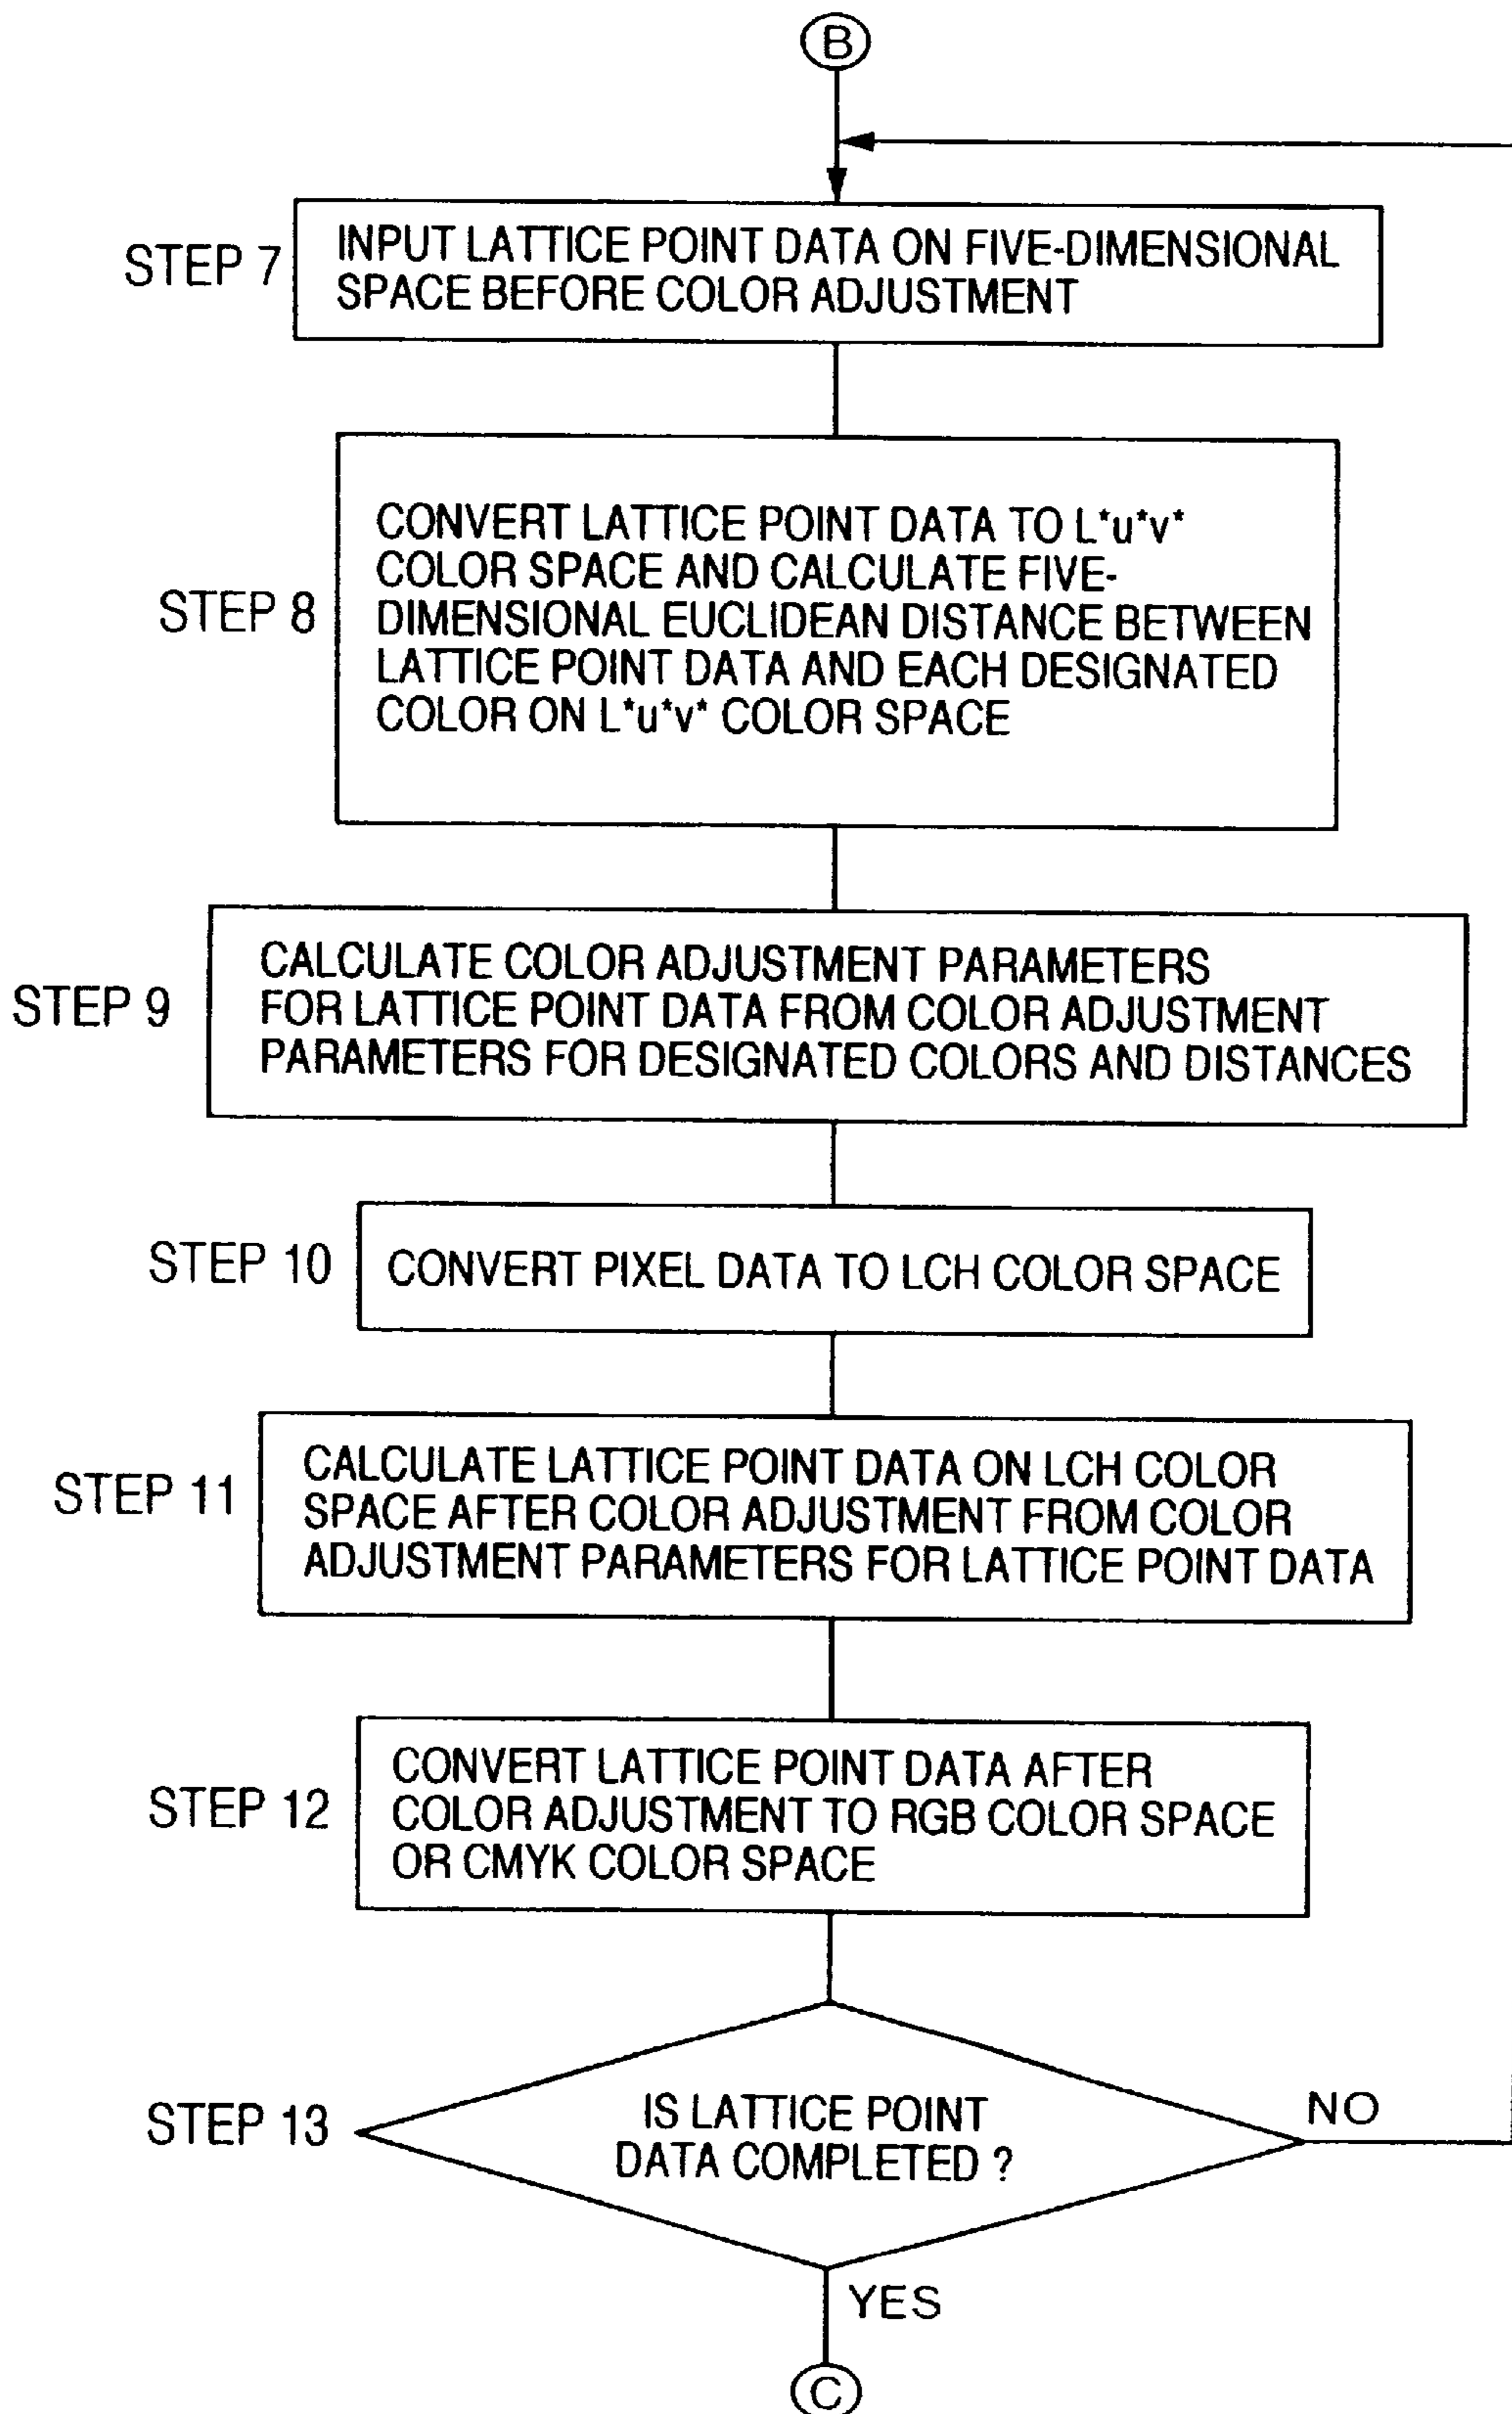 B
STEP 7
INPUT LATTICE POINT DATA ON FIVE-DIMENSIONAL
SPACE BEFORE COLOR ADJUSTMENT
STEP 8
CONVERT LATTICE POINT DATA TO L*u*v*
COLOR SPACE AND CALCULATE FIVE-
DIMENSIONAL EUCLIDEAN DISTANCE BETWEEN
LATTICE POINT DATA AND EACH DESIGNATED
COLOR ON L*u*v* COLOR SPACE
STEP 9
CALCULATE COLOR ADJUSTMENT PARAMETERS
FOR LATTICE POINT DATA FROM COLOR ADJUSTMENT
PARAMETERS FOR DESIGNATED COLORS AND DISTANCES
STEP 10
CONVERT PIXEL DATA TO LCH COLOR SPACE
STEP 11
CALCULATE LATTICE POINT DATA ON LCH COLOR
SPACE AFTER COLOR ADJUSTMENT FROM COLOR
ADJUSTMENT PARAMETERS FOR LATTICE POINT DATA
STEP 12
CONVERT LATTICE POINT DATA AFTER
COLOR ADJUSTMENT TO RGB COLOR SPACE
OR CMYK COLOR SPACE
STEP 13
IS LATTICE POINT
DATA COMPLETED ?
NO
YES
C